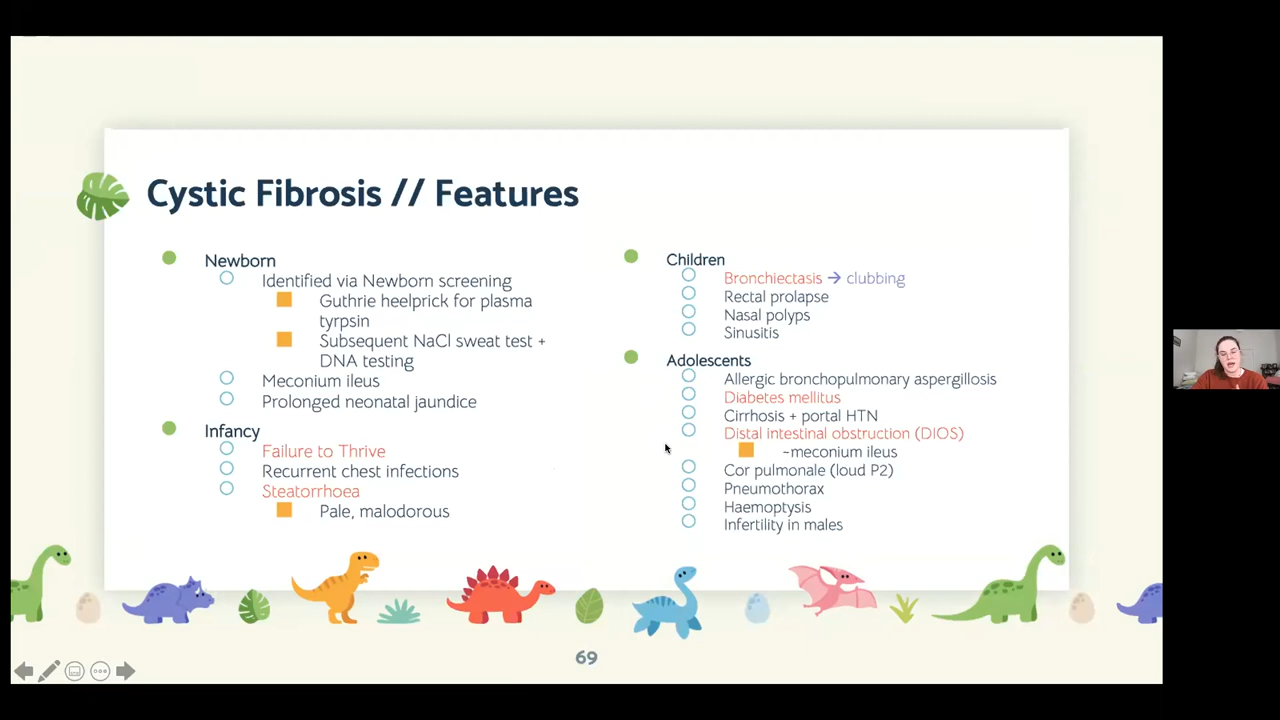 Cystic Fibrosis // Features
Newborn
Identified via Newborn screening
Guthrie heelprick for plasma
tyrpsin
Subsequent NaCl sweat test +
DNA testing
Meconium ileus
Prolonged neonatal jaundice
Infancy
Failure to Thrive
Recurrent chest infections
Steatorrhoea
Pale, malodorous
Children
Bronchiectasis → clubbing
Rectal prolapse
Nasal polyps
Sinusitis
Adolescents
Allergic bronchopulmonary aspergillosis
Diabetes mellitus
Cirrhosis + portal HTN
Distal intestinal obstruction (DIOS)
~meconium ileus
Cor pulmonale (loud P2)
Pneumothorax
Haemoptysis
Infertility in males
69